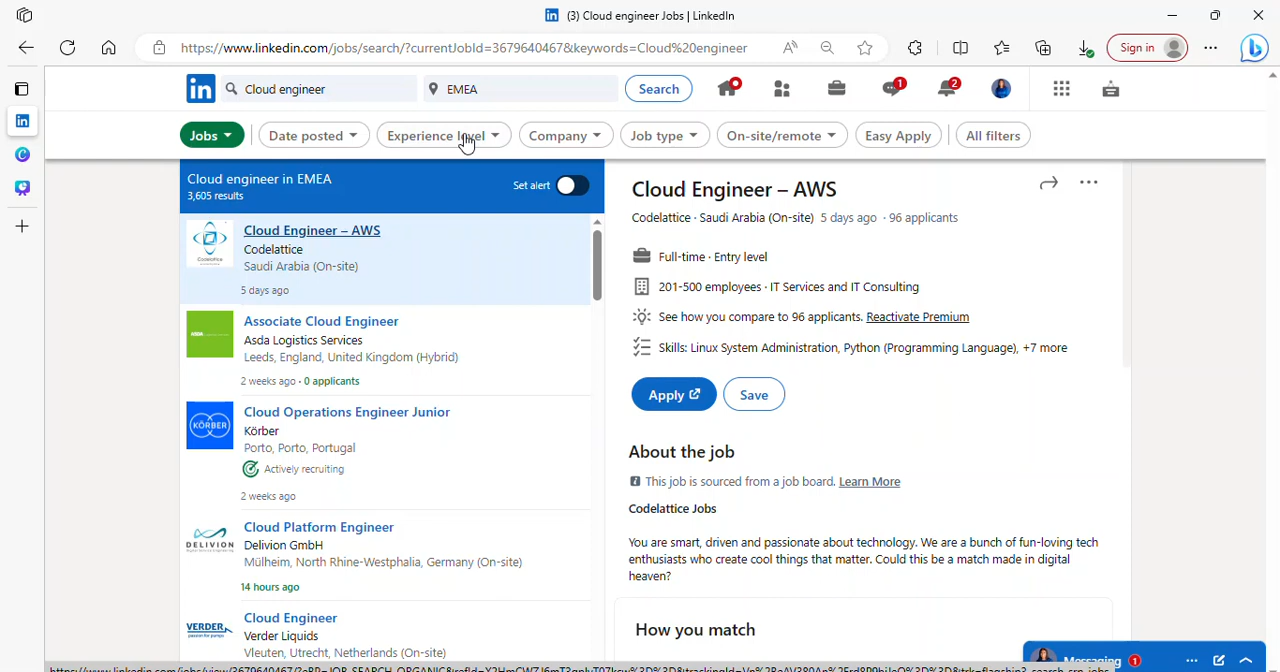 (3) Cloud engineer Jobs | LinkedIn
https://www.linkedin.com/jobs/search/?currentJobId=3679640467&keywords=Cloud%20engineer
Sign in
Cloud engineer
EMEA
Search
1
2
Jobs
Date posted
Experience level
Company
Job type
On-site/remote
Easy Apply
All filters
Cloud engineer in EMEA
3,605 results
Set alert
Cloud Engineer – AWS
Codelattice
Saudi Arabia (On-site)
5 days ago
Associate Cloud Engineer
Asda Logistics Services
Leeds, England, United Kingdom (Hybrid)
2 weeks ago · 0 applicants
KÖRBER
Cloud Operations Engineer Junior
Körber
Porto, Porto, Portugal
Actively recruiting
2 weeks ago
DELIVION
Cloud Platform Engineer
Delivion GmbH
Mülheim, North Rhine-Westphalia, Germany (On-site)
14 hours ago
VERDER
Cloud Engineer
Verder Liquids
Vleuten, Utrecht, Netherlands (On-site)
Cloud Engineer – AWS
Codelattice · Saudi Arabia (On-site) 5 days ago · 96 applicants
Full-time · Entry level
201-500 employees · IT Services and IT Consulting
See how you compare to 96 applicants. Reactivate Premium
Skills: Linux System Administration, Python (Programming Language), +7 more
Apply
Save
About the job
This job is sourced from a job board. Learn More
Codelattice Jobs
You are smart, driven and passionate about technology. We are a bunch of fun-loving tech
enthusiasts who create cool things that matter. Could this be a match made in digital
heaven?
How you match
Messaging
1